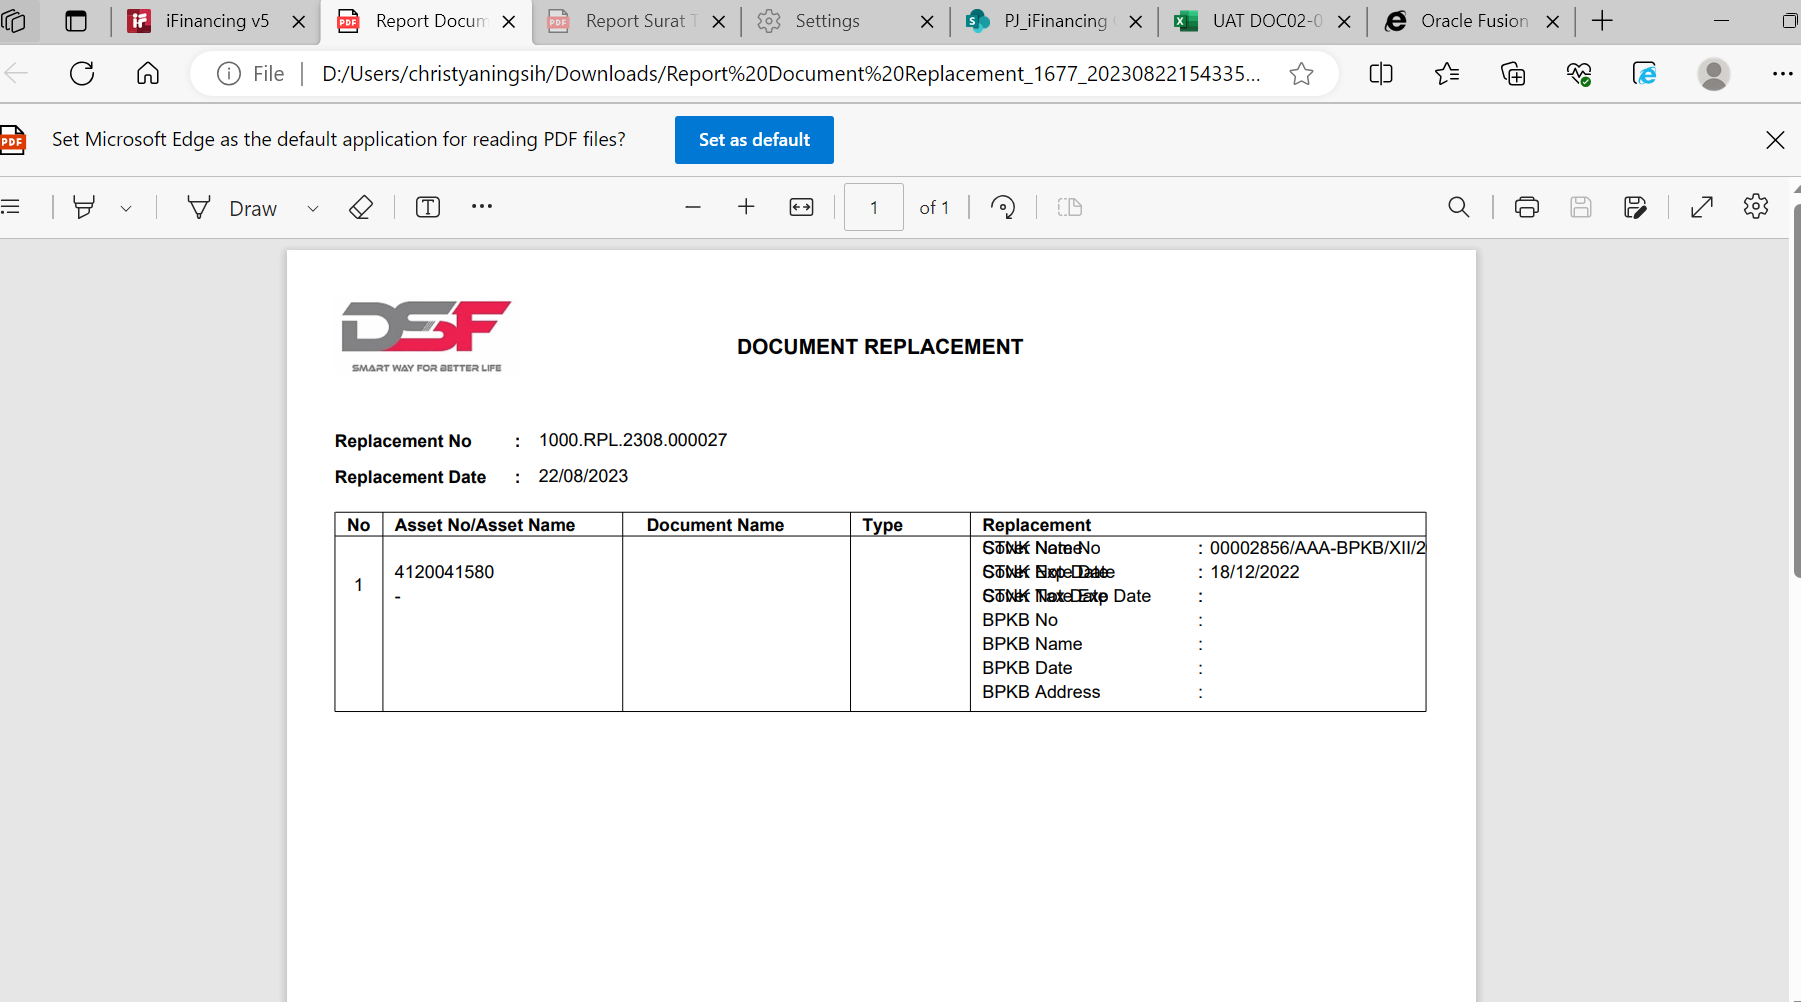 iFinancing v5
Report Docum
Report Surat T
Settings
PJ_iFinancing
UAT DOC02-0
Oracle Fusion
File
D:/Users/christyaningsih/Downloads/Report%20Document%20Replacement_1677_20230822154335...
PDF
Set Microsoft Edge as the default application for reading PDF files?
Set as default
Draw
1
of 1
DSF
SMART WAY FOR BETTER LIFE
DOCUMENT REPLACEMENT
Replacement No : 1000.RPL.2308.000027
Replacement Date : 22/08/2023
No Asset No/Asset Name Document Name Type Replacement
: 00002856/AAA-BPKB/XII/2
4120041580
: 18/12/2022
1
-
Exp Date :
BPKB No :
BPKB Name :
BPKB Date :
BPKB Address :